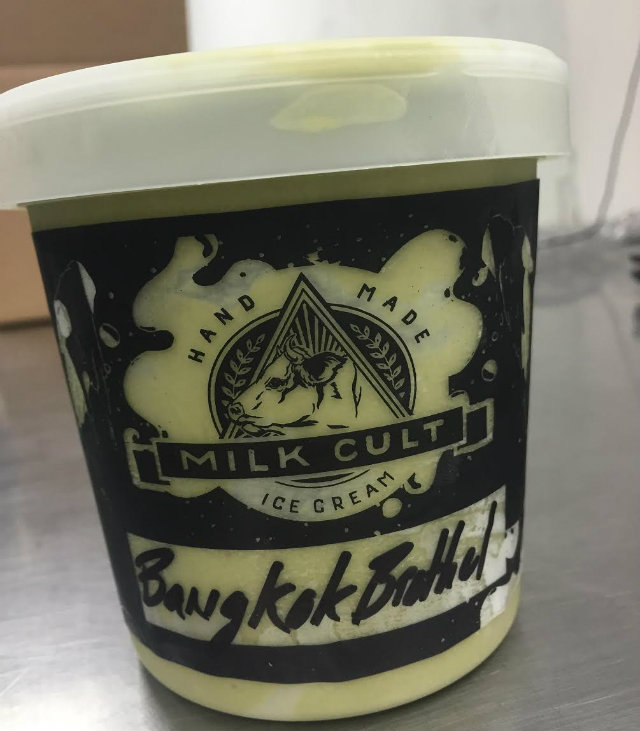 HAND MADE
MILK CULT
ICE CREAM
Bangkok Brothel